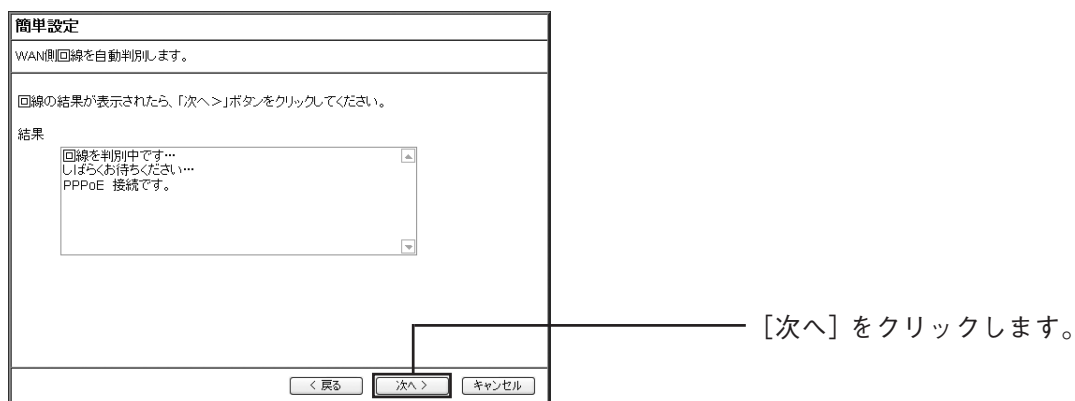 簡単設定
WAN側回線を自動判別します。
回線の結果が表示されたら、「次へ>」ボタンをクリックしてください。
結果
回線を判別中です…
しばらくお待ちください…
PPPoE 接続です。
[次へ] をクリックします。
< 戻る 次へ > キャンセル